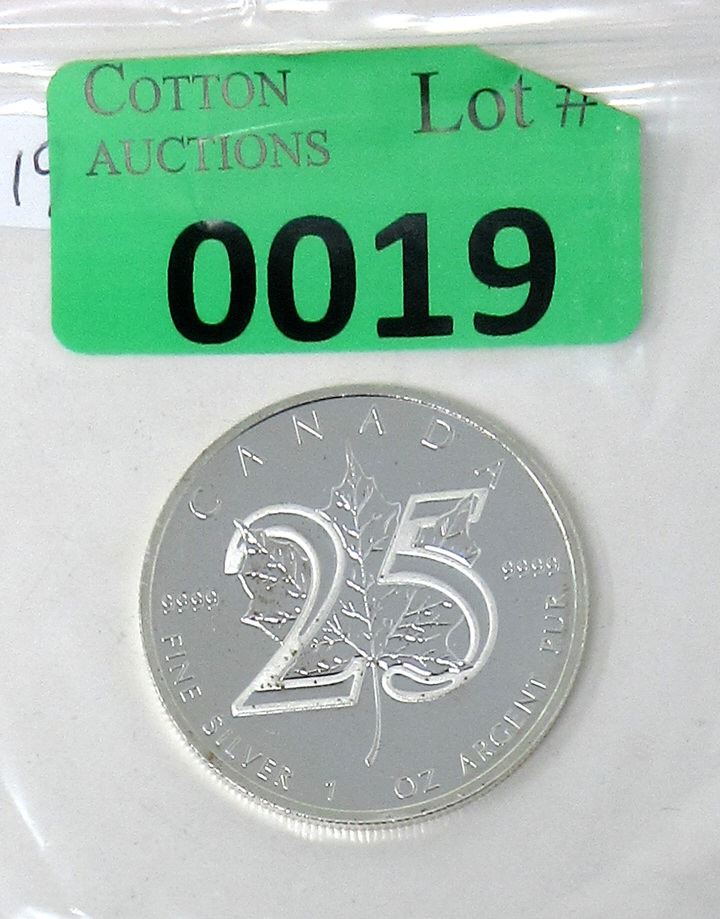 COTTON
AUCTIONS
Lot #
0019
CANADA
25
9999
9999
FINE SILVER 1 OZ ARGENT PUR